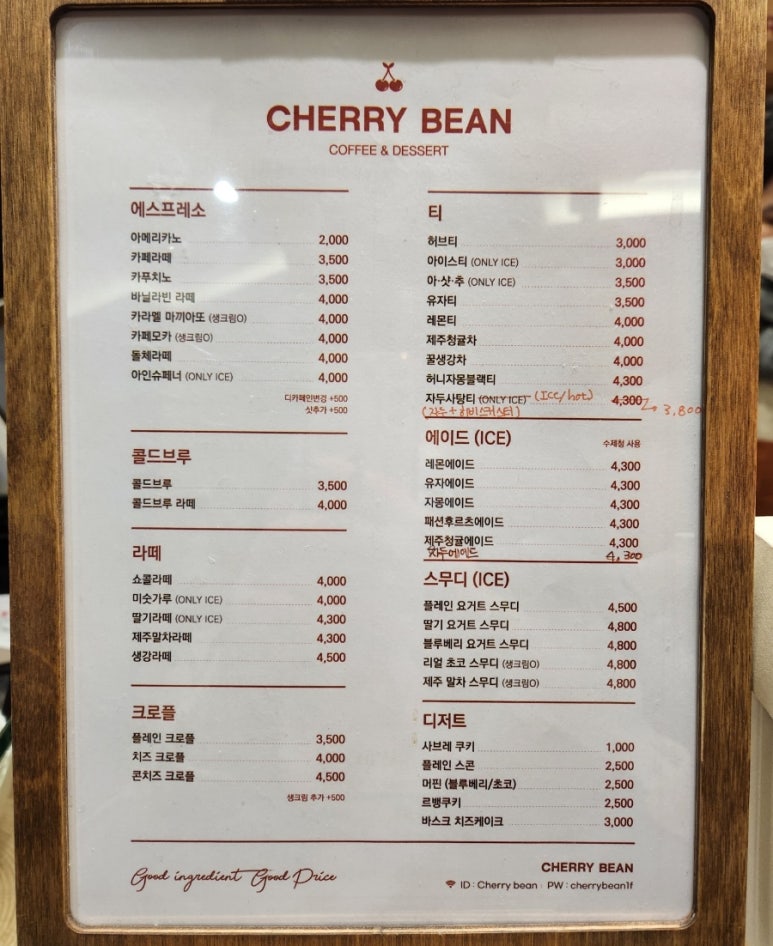 CHERRY BEAN
COFFEE & DESSERT
에스프레소
아메리카노 2,000
카페라떼 3,500
카푸치노 3,500
바닐라빈 라떼 4,000
카라멜 마끼아또 (생크림O) 4,000
카페모카 (생크림O) 4,000
돌체라떼 4,000
아인슈페너 (ONLY ICE) 4,000
디카페인변경 +500
샷추가 +500
콜드브루
콜드브루 3,500
콜드브루 라떼 4,000
라떼
쇼콜라떼 4,000
미숫가루 (ONLY ICE) 4,000
딸기라떼 (ONLY ICE) 4,300
제주말차라떼 4,300
생강라떼 4,500
크로플
플레인 크로플 3,500
치즈 크로플 4,000
콘치즈 크로플 4,500
생크림 추가 +500
티
허브티 3,000
아이스티 (ONLY ICE) 3,000
아·샷·추 (ONLY ICE) 3,500
유자티 3,500
레몬티 4,000
제주청귤차 4,000
꿀생강차 4,000
허니자몽블랙티 4,300
자두사탕티 (ONLY ICE) (Icc/hot) 4,300 3,800
(자두+히비스커스티)
에이드 (ICE) 수제청 사용
레몬에이드 4,300
유자에이드 4,300
자몽에이드 4,300
패션후르츠에이드 4,300
제주청귤에이드 4,300
자두에이드 4,300
스무디 (ICE)
플레인 요거트 스무디 4,500
딸기 요거트 스무디 4,800
블루베리 요거트 스무디 4,800
리얼 초코 스무디 (생크림O) 4,800
제주 말차 스무디 (생크림O) 4,800
디저트
사브레 쿠키 1,000
플레인 스콘 2,500
머핀 (블루베리/초코) 2,500
르뱅쿠키 2,500
바스크 치즈케이크 3,000
Good ingredient Good Price
CHERRY BEAN
ID : Cherry bean PW : cherrybean1f